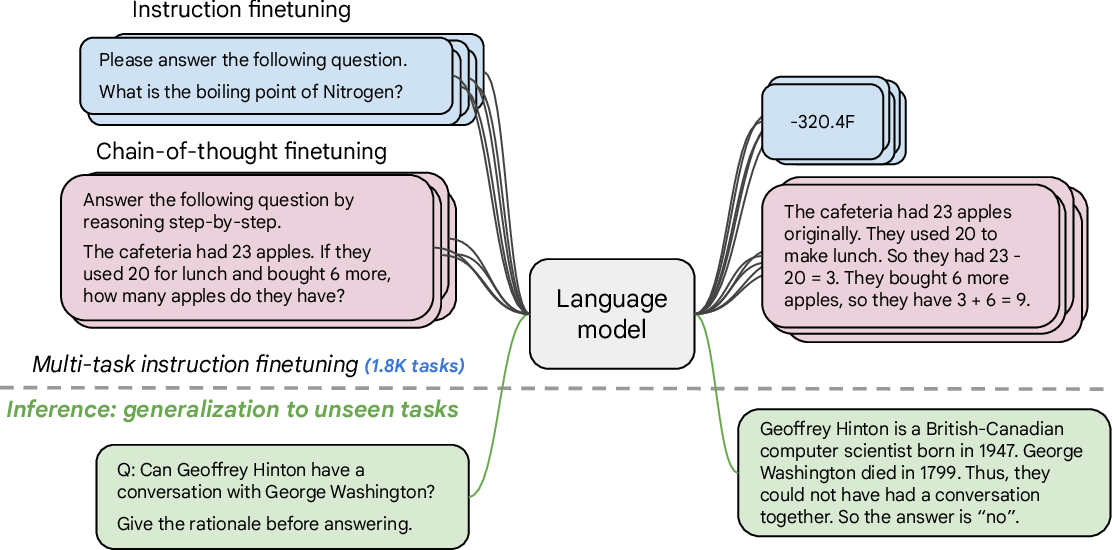 Instruction finetuning
Please answer the following question.
What is the boiling point of Nitrogen?
-320.4F
Chain-of-thought finetuning
Answer the following question by
reasoning step-by-step.
The cafeteria had 23 apples. If they
used 20 for lunch and bought 6 more,
how many apples do they have?
The cafeteria had 23 apples
originally. They used 20 to
make lunch. So they had 23 -
20 = 3. They bought 6 more
apples, so they have 3 + 6 = 9.
Language
model
Multi-task instruction finetuning (1.8K tasks)
Inference: generalization to unseen tasks
Q: Can Geoffrey Hinton have a
conversation with George Washington?
Give the rationale before answering.
Geoffrey Hinton is a British-Canadian
computer scientist born in 1947. George
Washington died in 1799. Thus, they
could not have had a conversation
together. So the answer is “no”.